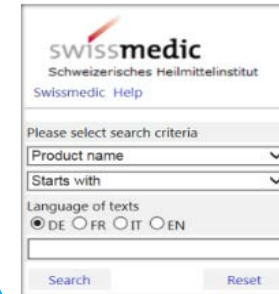 swissmedic
Schweizerisches Heilmittelinstitut
Swissmedic Help
Please select search criteria
Product name
Starts with
Language of texts
DE FR IT EN
Search Reset